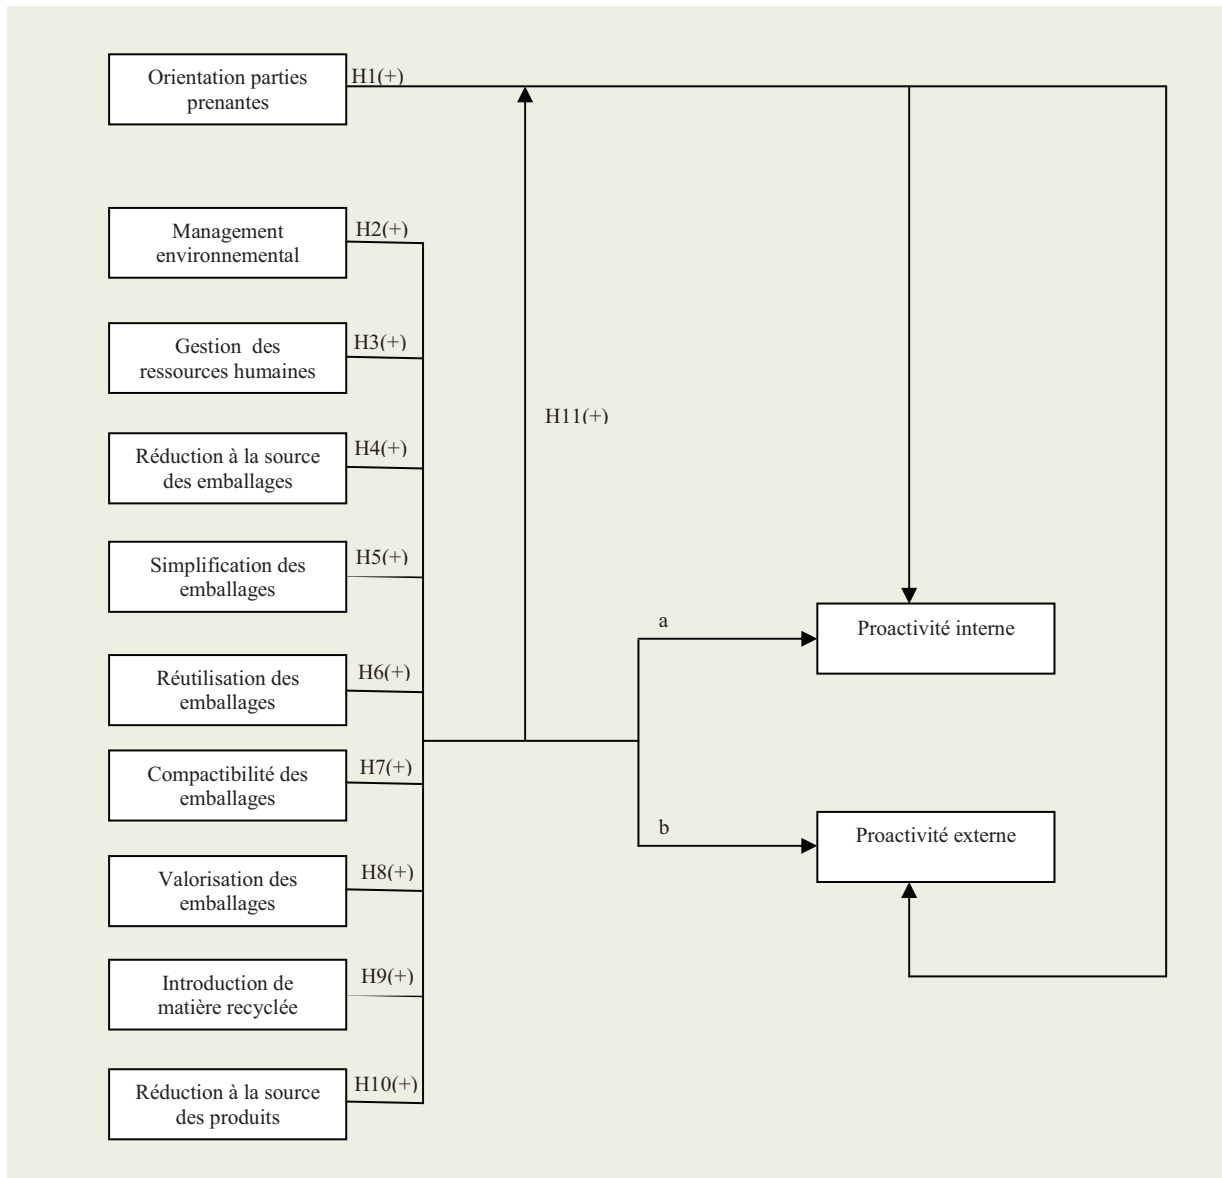 Orientation parties
prenantes
H1(+)
Management
environnemental
H2(+)
Gestion des
ressources humaines
H3(+)
H11(+)
Réduction à la source
des emballages
H4(+)
Simplification des
emballages
H5(+)
a
Proactivité interne
Réutilisation des
emballages
H6(+)
Compactibilité des
emballages
H7(+)
b
Proactivité externe
Valorisation des
emballages
H8(+)
Introduction de
matière recyclée
H9(+)
Réduction à la source
des produits
H10(+)